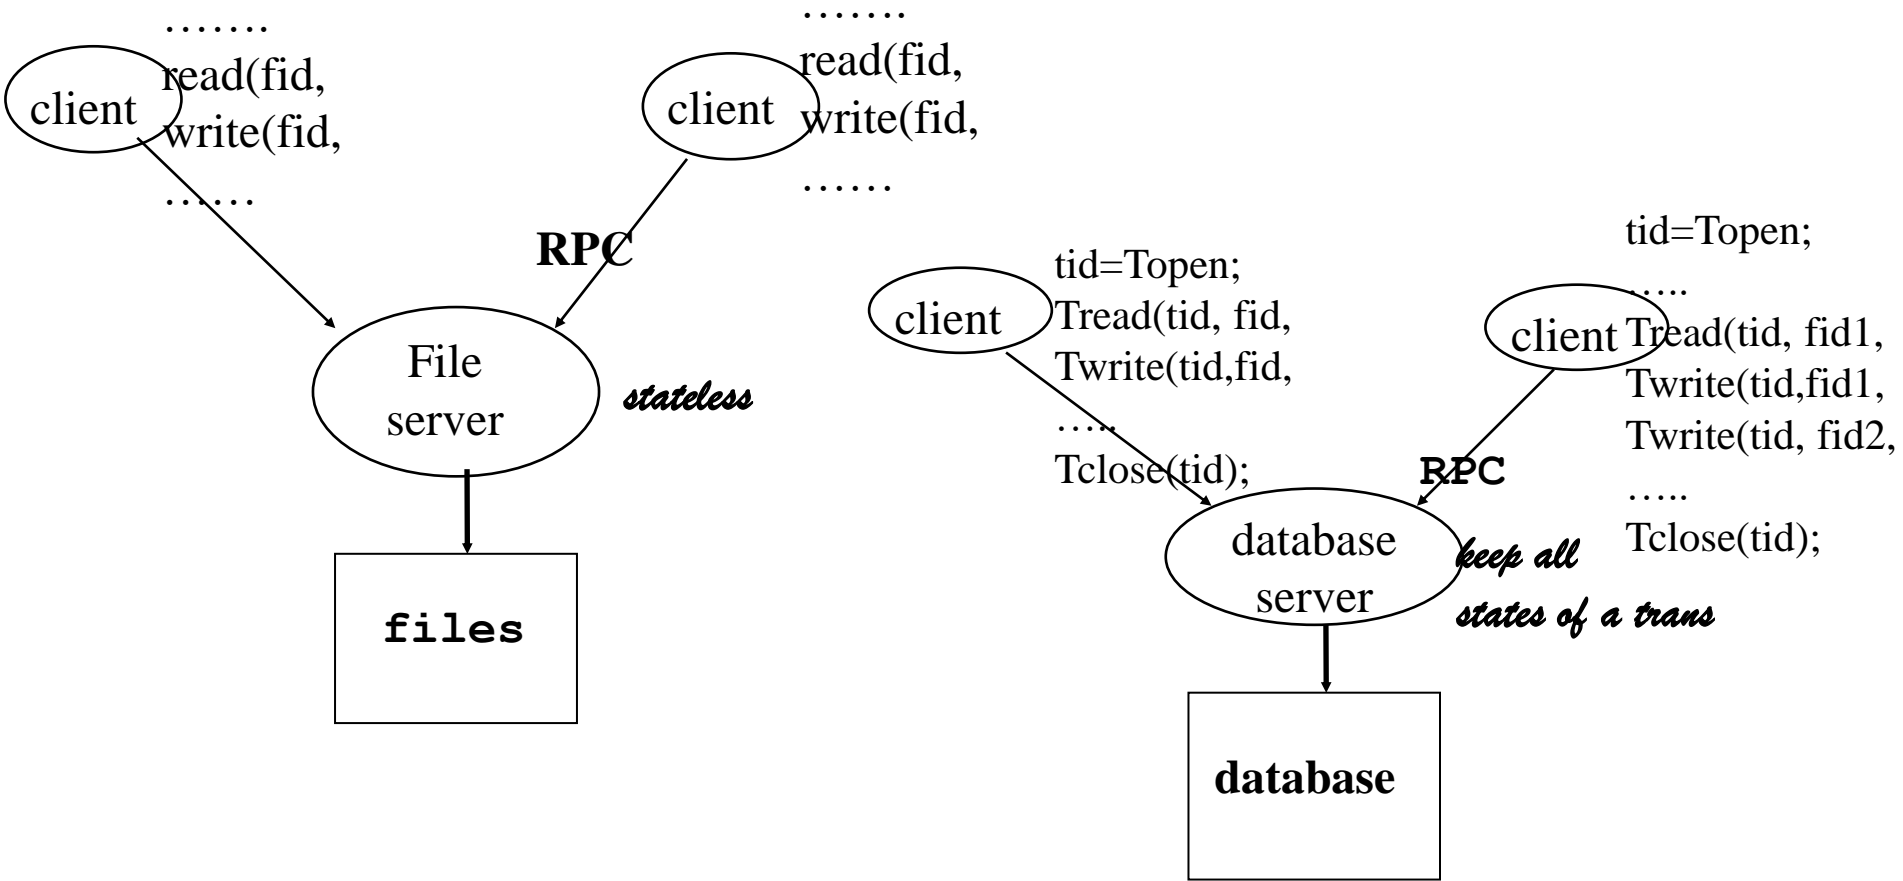 …….
read(fid,
client
write(fid,
……
…….
read(fid,
client
write(fid,
……
RPC
File
server
stateless
files
tid=Topen;
client
Tread(tid, fid,
Twrite(tid,fid,
…..
Tclose(tid);
tid=Topen;
…..
client
Tread(tid, fid1,
Twrite(tid,fid1,
Twrite(tid, fid2,
…..
Tclose(tid);
RPC
database
server
keep all
states of a trans
database